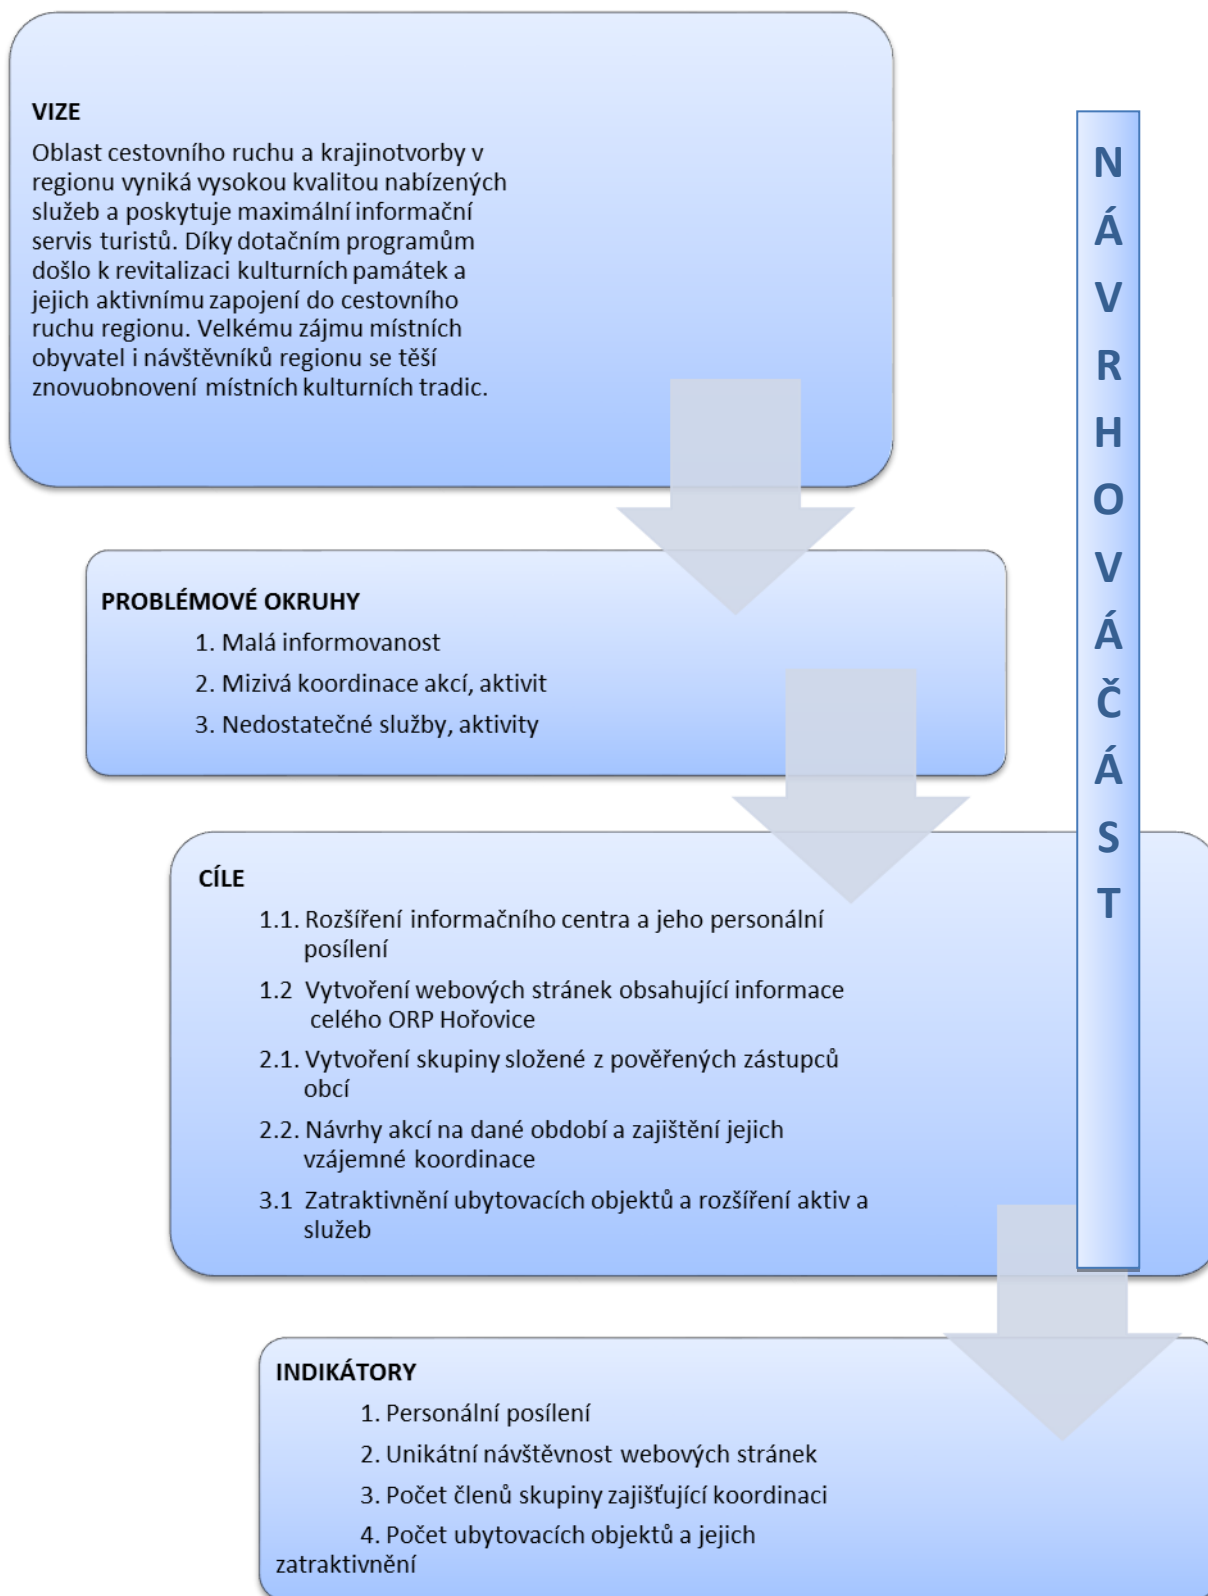 VIZE
Oblast cestovního ruchu a krajinotvorby v
regionu vyniká vysokou kvalitou nabízených
služeb a poskytuje maximální informační
servis turistů. Díky dotačním programům
došlo k revitalizaci kulturních památek a
jejich aktivnímu zapojení do cestovního
ruchu regionu. Velkému zájmu místních
obyvatel i návštěvníků regionu se těší
znovuobnovení místních kulturních tradic.
PROBLÉMOVÉ OKRUHY
1. Malá informovanost
2. Mizivá koordinace akcí, aktivit
3. Nedostatečné služby, aktivity
CÍLE
1.1. Rozšíření informačního centra a jeho personální
posílení
1.2 Vytvoření webových stránek obsahující informace
celého ORP Hořovice
2.1. Vytvoření skupiny složené z pověřených zástupců
obcí
2.2. Návrhy akcí na dané období a zajištění jejich
vzájemné koordinace
3.1 Zatraktivnění ubytovacích objektů a rozšíření aktiv a
služeb
INDIKÁTORY
1. Personální posílení
2. Unikátní návštěvnost webových stránek
3. Počet členů skupiny zajišťující koordinaci
4. Počet ubytovacích objektů a jejich
zatraktivnění
N
Á
V
R
H
O
V
Á
Č
Á
S
T